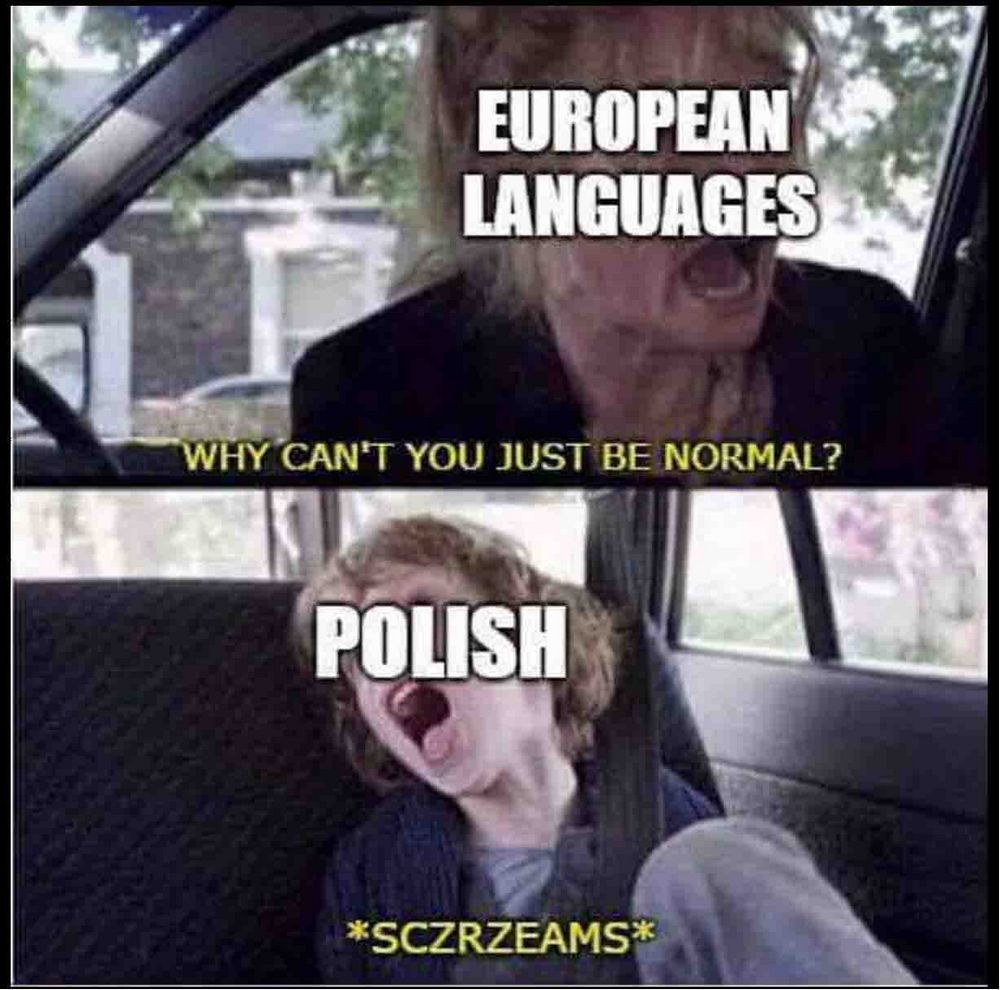 EUROPEAN
LANGUAGES
WHY CAN'T YOU JUST BE NORMAL?
POLISH
*SCZRZEAMS*